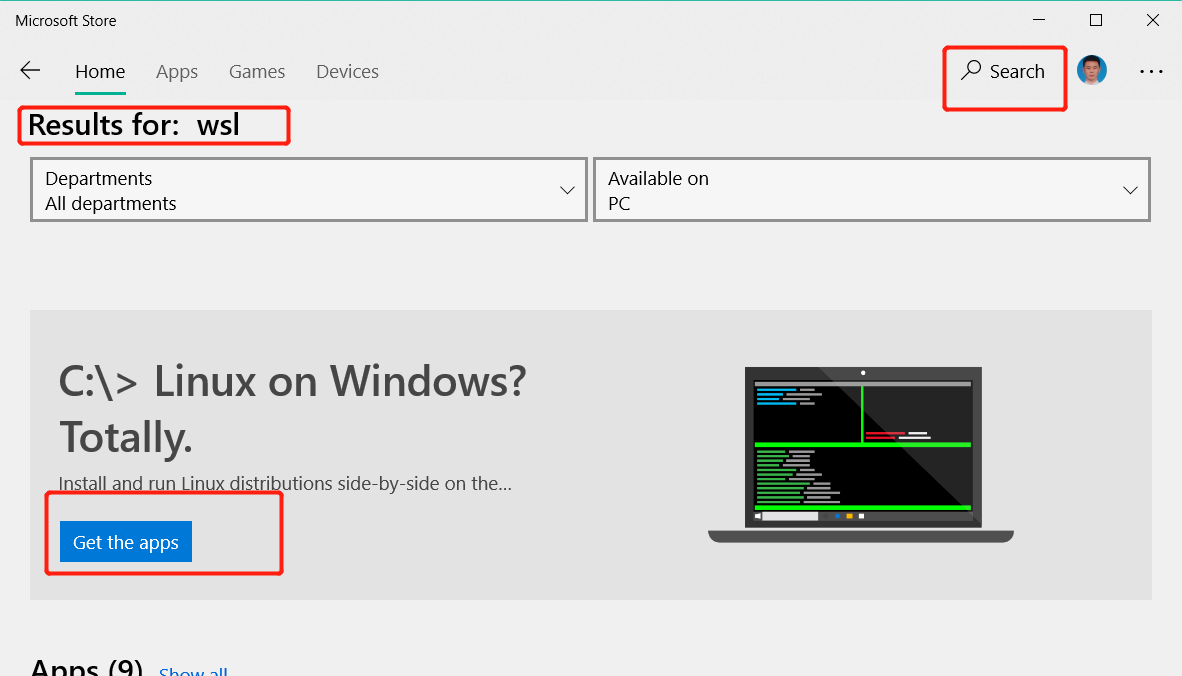 Microsoft Store
Home Apps Games Devices Search
Results for: wsl
Departments
All departments
Available on
PC
C:\> Linux on Windows?
Totally.
Install and run Linux distributions side-by-side on the...
Get the apps
Apps (9) Show all